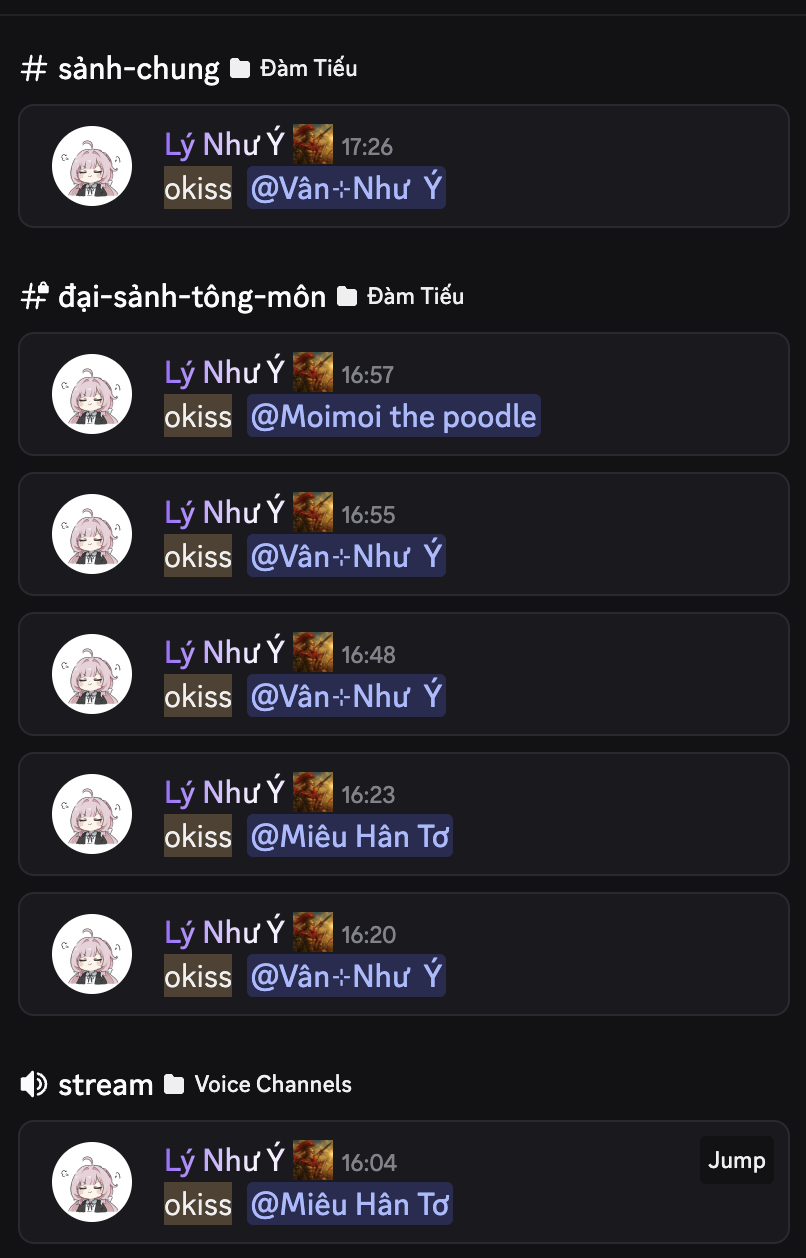 sảnh-chung Đàm Tiếu
Lý Như Ý 17:26
okiss @Vân⊹Như Ý
đại-sảnh-tông-môn Đàm Tiếu
Lý Như Ý 16:57
okiss @Moimoi the poodle
Lý Như Ý 16:55
okiss @Vân⊹Như Ý
Lý Như Ý 16:48
okiss @Vân⊹Như Ý
Lý Như Ý 16:23
okiss @Miêu Hân Tơ
Lý Như Ý 16:20
okiss @Vân⊹Như Ý
stream Voice Channels
Lý Như Ý 16:04 Jump
okiss @Miêu Hân Tơ